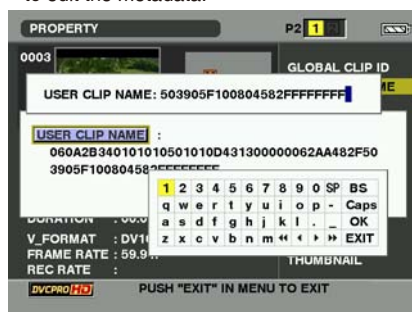 to edit the metadata.
PROPERTY
P2 1
0003
GLOBAL CLIP ID
USER CLIP NAME: 503905F100804582FFFFFFFF
USER CLIP NAME :
060A2B340101010501010D431300000062AA482F50
3905F100804582FFFFFFFF
1 2 3 4 5 6 7 8 9 0 SP BS
q w e r t y u i o p - Caps
a s d f g h j k l . _ OK
z x c v b n m ◂◂ ◂ ▸ ▸▸ EXIT
DURATION
V_FORMAT : DV10
FRAME RATE : 59.9
REC RATE :
THUMBNAIL
DVCPRO HD
PUSH "EXIT" IN MENU TO EXIT